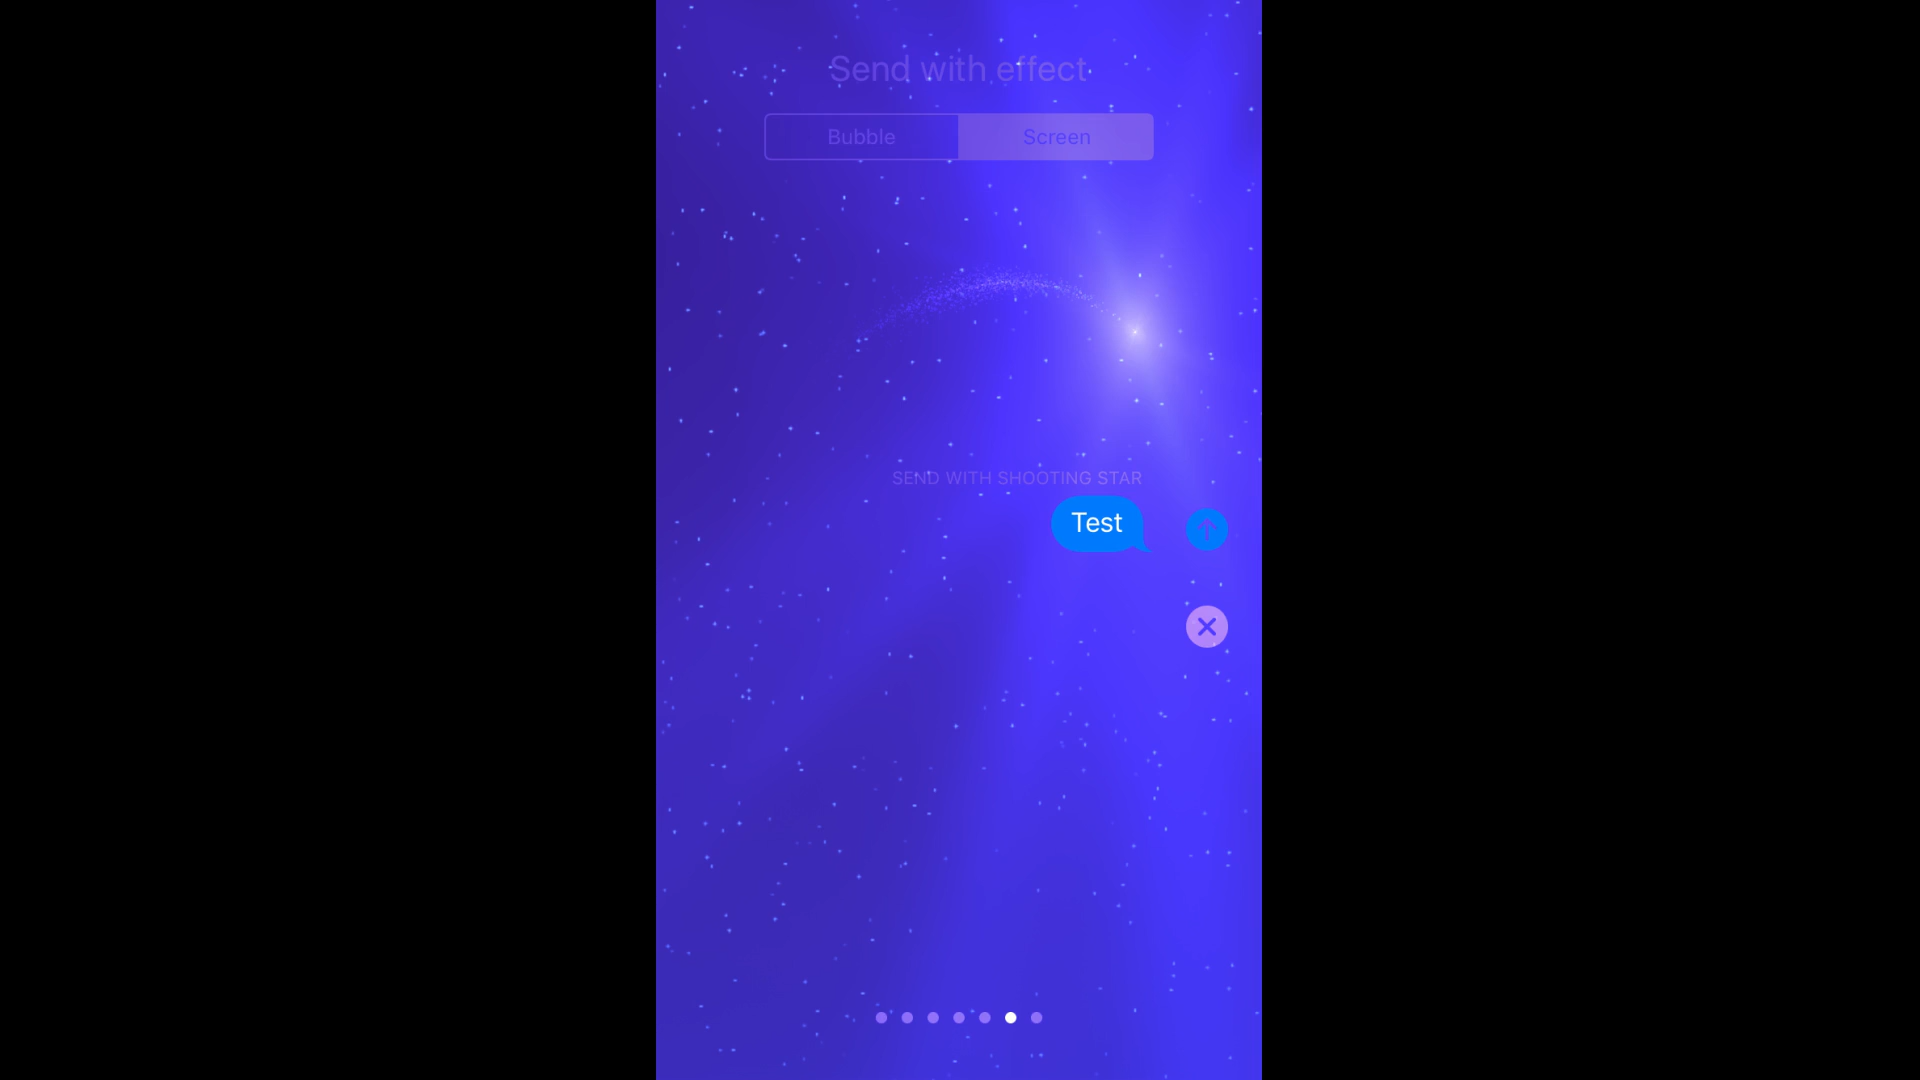 Send with effect
Bubble
Screen
SEND WITH SHOOTING STAR
Test